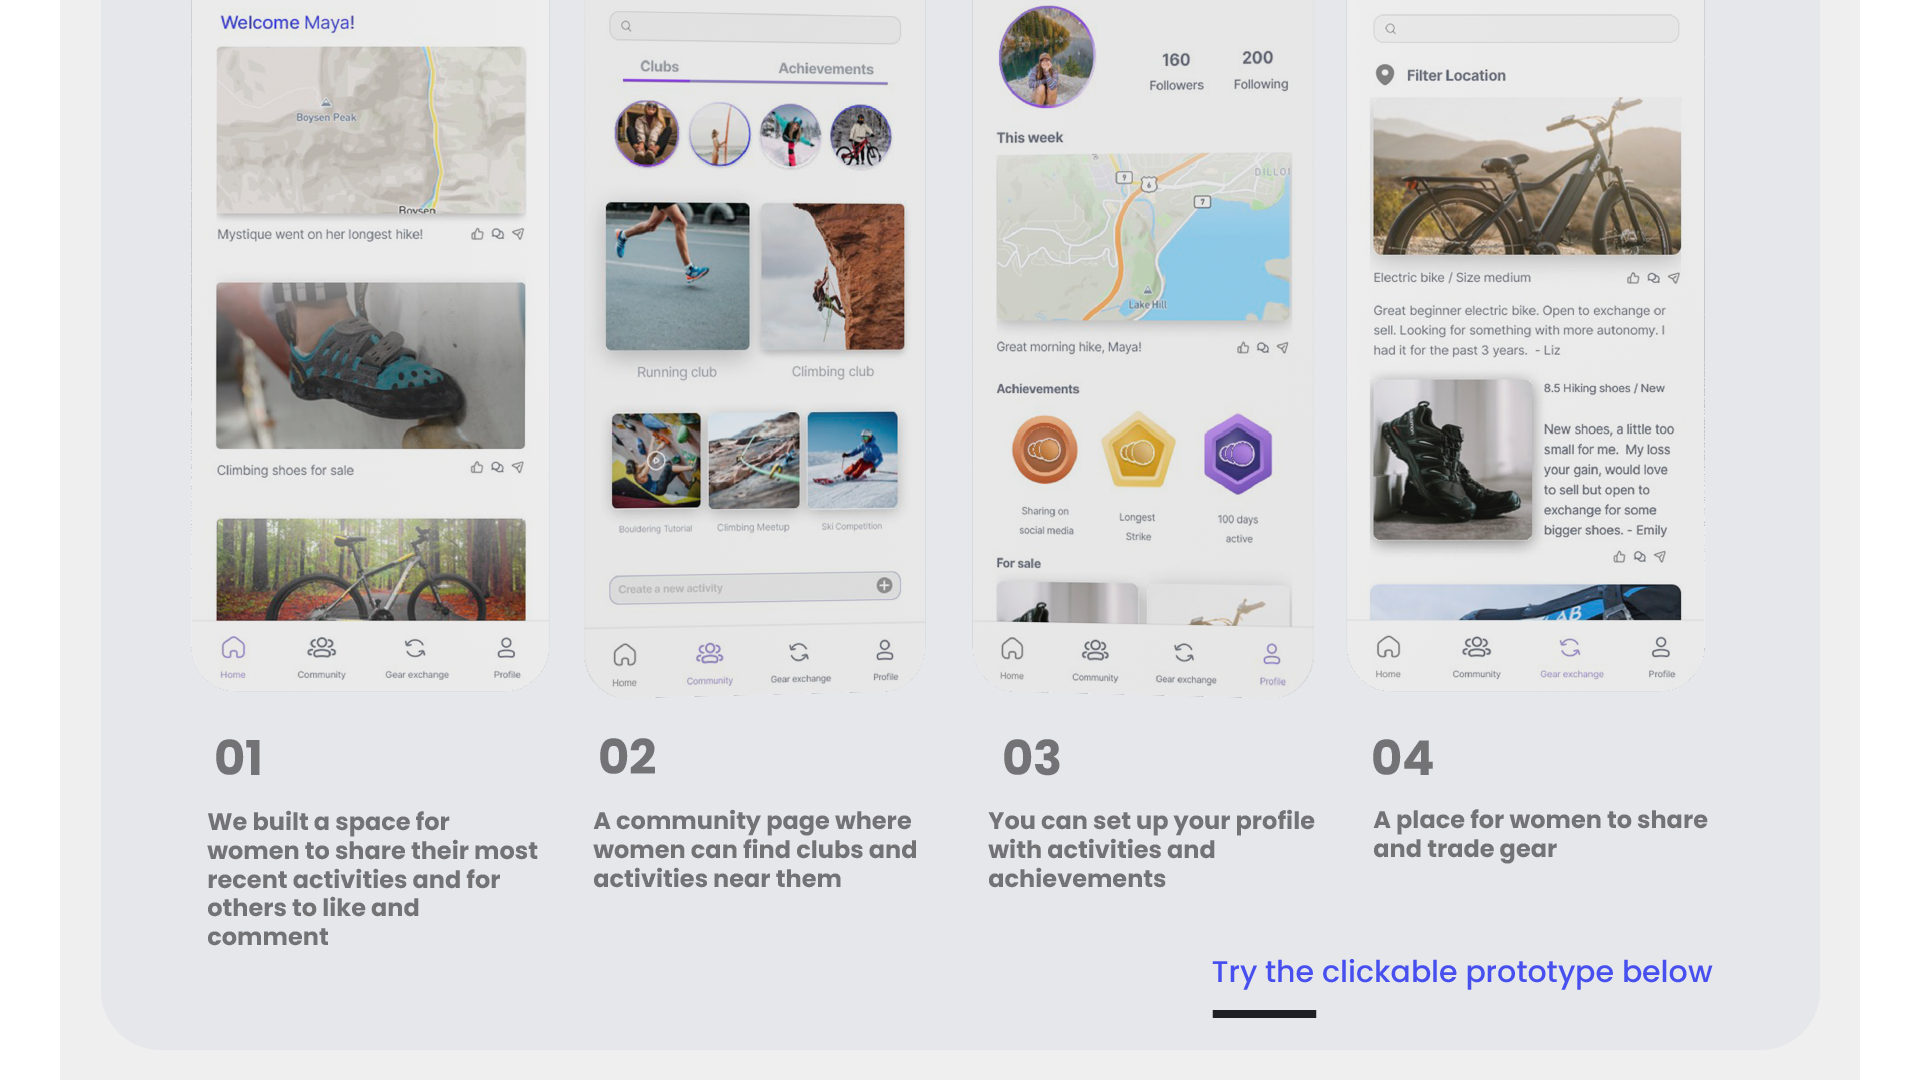 Welcome Maya!
Boysen Peak
Boysen
Mystique went on her longest hike!
Climbing shoes for sale
Home
Community
Gear exchange
Profile
Clubs
Achievements
Running club
Climbing club
Bouldering Tutorial
Climbing Meetup
Ski Competition
Create a new activity
Home
Community
Gear exchange
Profile
160
Followers
200
Following
This week
9
6
7
DILLO
Lake Hill
Great morning hike, Maya!
Achievements
Sharing on
social media
Longest
Strike
100 days
active
For sale
Home
Community
Gear exchange
Profile
Filter Location
Electric bike / Size medium
Great beginner electric bike. Open to exchange or
sell. Looking for something with more autonomy. I
had it for the past 3 years. - Liz
8.5 Hiking shoes / New
New shoes, a little too
small for me. My loss
your gain, would love
to sell but open to
exchange for some
bigger shoes. - Emily
LAB
Home
Community
Gear exchange
Profile
01
We built a space for
women to share their most
recent activities and for
others to like and
comment
02
A community page where
women can find clubs and
activities near them
03
You can set up your profile
with activities and
achievements
04
A place for women to share
and trade gear
Try the clickable prototype below